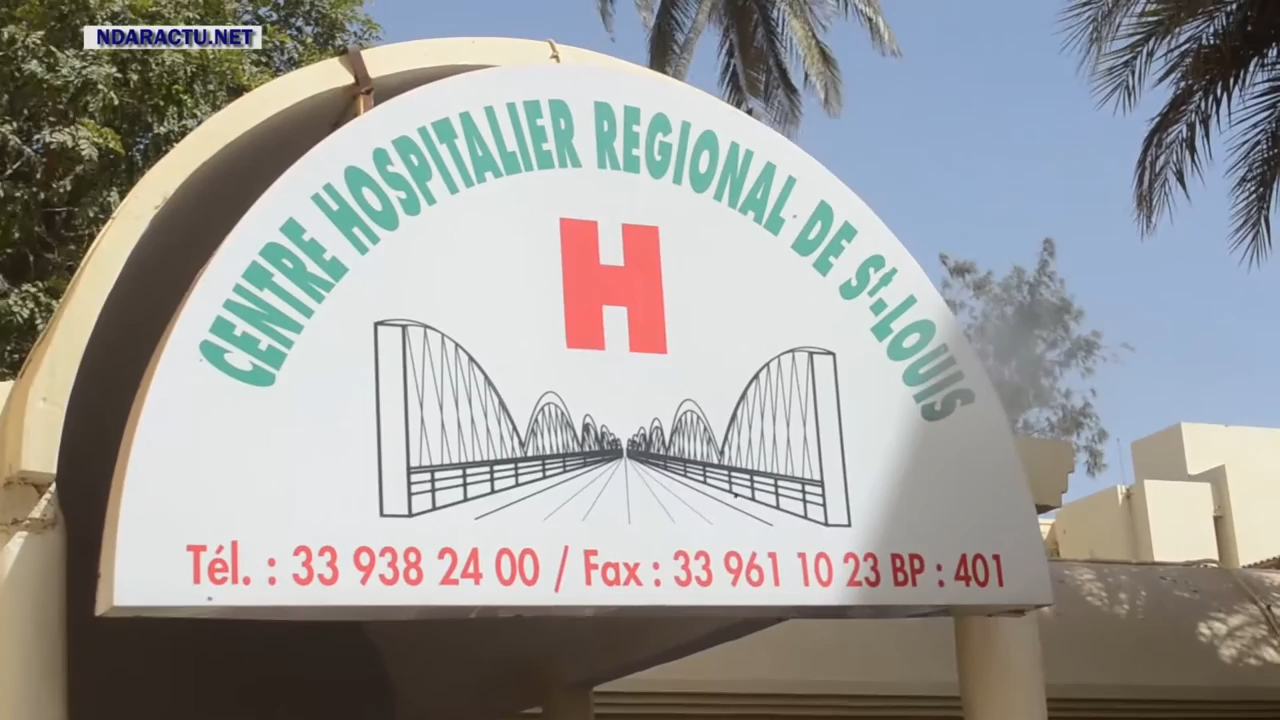 NDARACTU.NET
CENTRE HOSPITALIER REGIONAL DE St-LOUIS
H
Tél. : 33 938 24 00 / Fax : 33 961 10 23 BP : 401